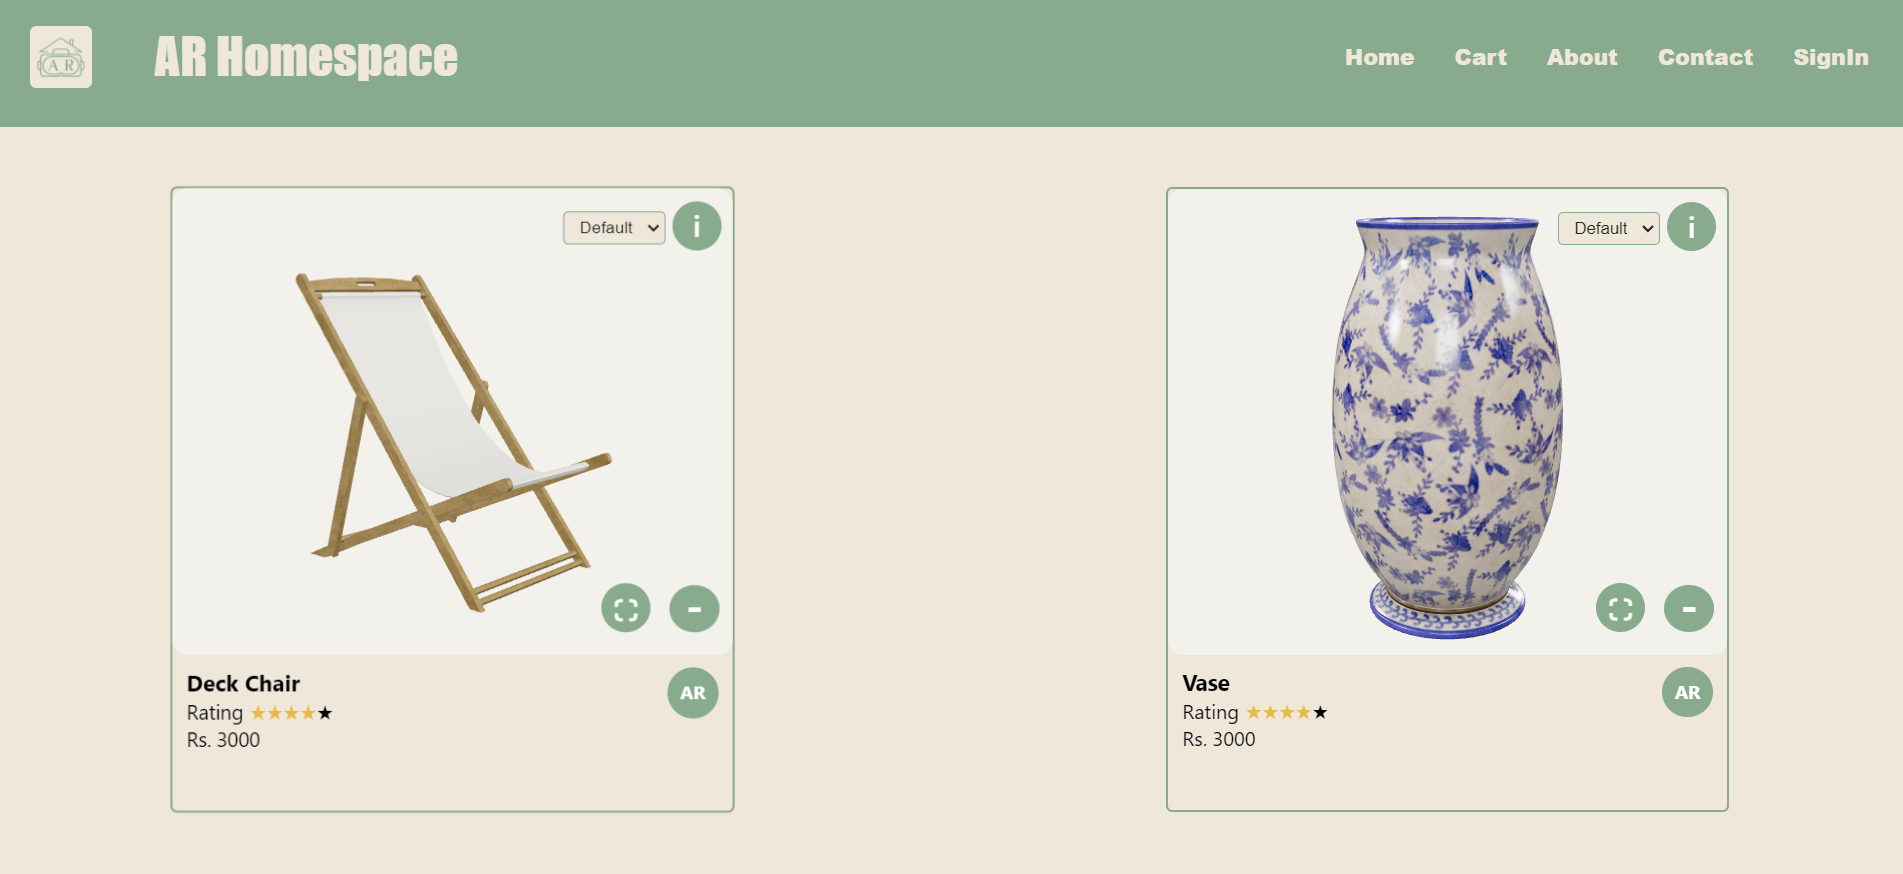 AR
AR Homespace
Home Cart About Contact SignIn
Default i
-
Deck Chair
AR
Rating ★★★★★
Rs. 3000
Default i
-
Vase
AR
Rating ★★★★★
Rs. 3000